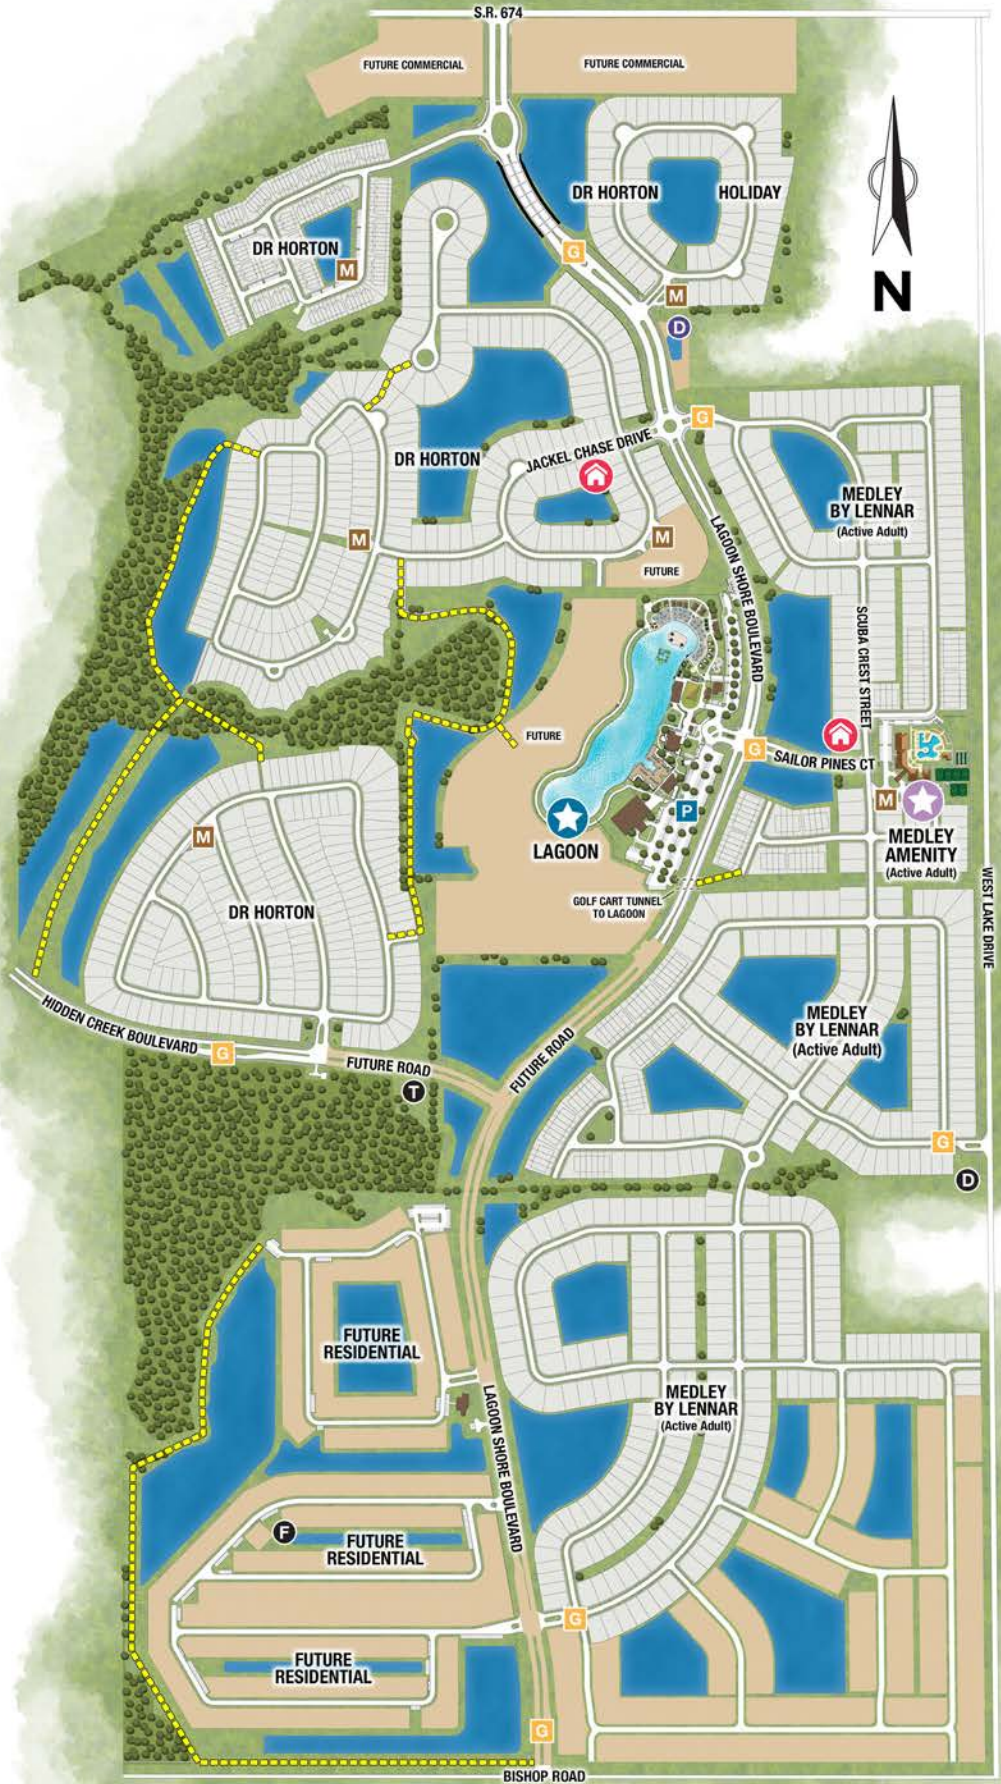 S.R. 674
FUTURE COMMERCIAL
FUTURE COMMERCIAL
DR HORTON
HOLIDAY
DR HORTON
M
G
N
M
D
G
DR HORTON
JACKEL CHASE DRIVE
MEDLEY
BY LENNAR
(Active Adult)
M
M
FUTURE
LAGOON SHORE BOULEVARD
SCUBA CREST STREET
FUTURE
G
SAILOR PINES CT
P
M
LAGOON
MEDLEY
AMENITY
(Active Adult)
M
DR HORTON
GOLF CART TUNNEL
TO LAGOON
WEST LAKE DRIVE
HIDDEN CREEK BOULEVARD
G
FUTURE ROAD
T
FUTURE ROAD
MEDLEY
BY LENNAR
(Active Adult)
G
D
FUTURE
RESIDENTIAL
LAGOON SHORE BOULEVARD
MEDLEY
BY LENNAR
(Active Adult)
F
FUTURE
RESIDENTIAL
G
FUTURE
RESIDENTIAL
G
BISHOP ROAD